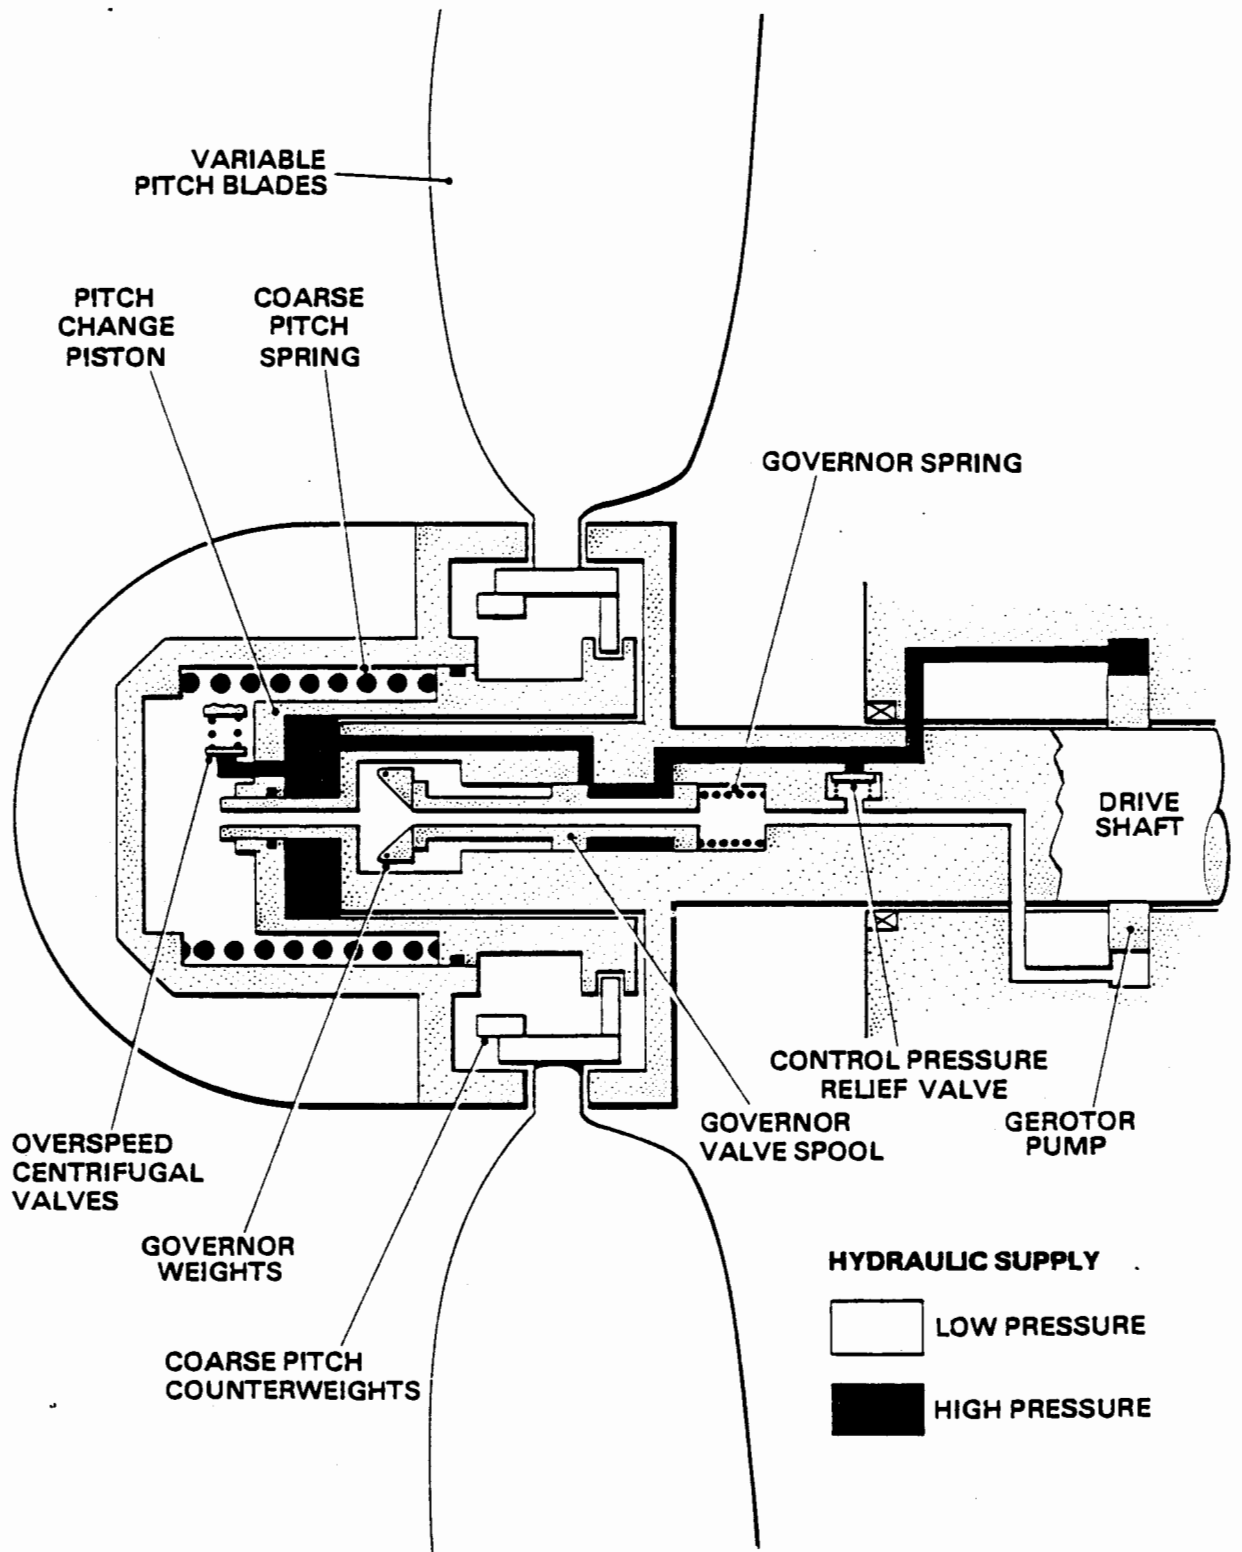 VARIABLE
PITCH BLADES
PITCH
CHANGE
PISTON
COARSE
PITCH
SPRING
GOVERNOR SPRING
DRIVE
SHAFT
CONTROL PRESSURE
RELIEF VALVE
GOVERNOR
VALVE SPOOL
GEROTOR
PUMP
OVERSPEED
CENTRIFUGAL
VALVES
GOVERNOR
WEIGHTS
COARSE PITCH
COUNTERWEIGHTS
HYDRAULIC SUPPLY
LOW PRESSURE
HIGH PRESSURE